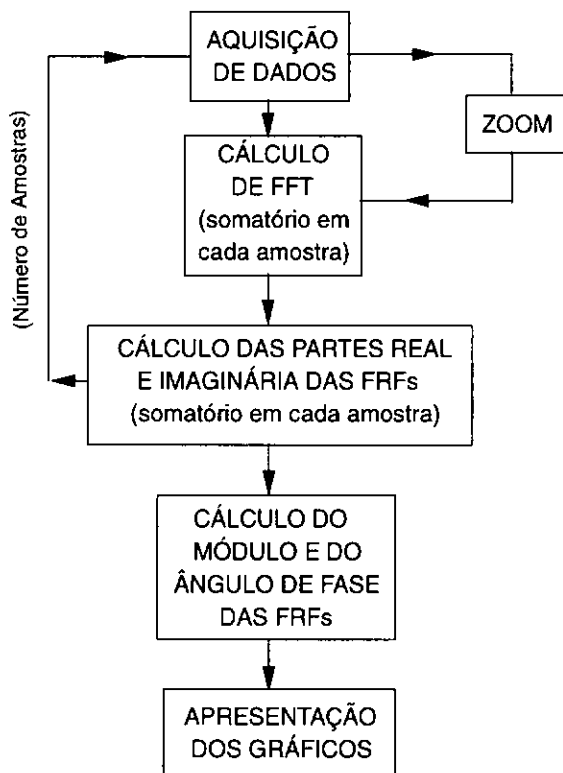 AQUISIÇÃO
DE DADOS
ZOOM
(Número de Amostras)
CÁLCULO
DE FFT
(somatório em
cada amostra)
CÁLCULO DAS PARTES REAL
E IMAGINÁRIA DAS FRFs
(somatório em cada amostra)
CÁLCULO DO
MÓDULO E DO
ÂNGULO DE FASE
DAS FRFs
APRESENTAÇÃO
DOS GRÁFICOS